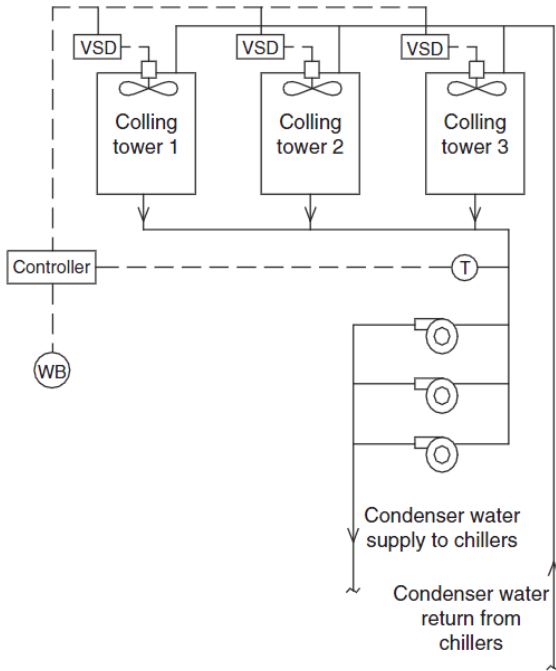 VSD
VSD
VSD
Colling
tower 1
Colling
tower 2
Colling
tower 3
Controller
T
WB
Condenser water
supply to chillers
Condenser water
return from
chillers